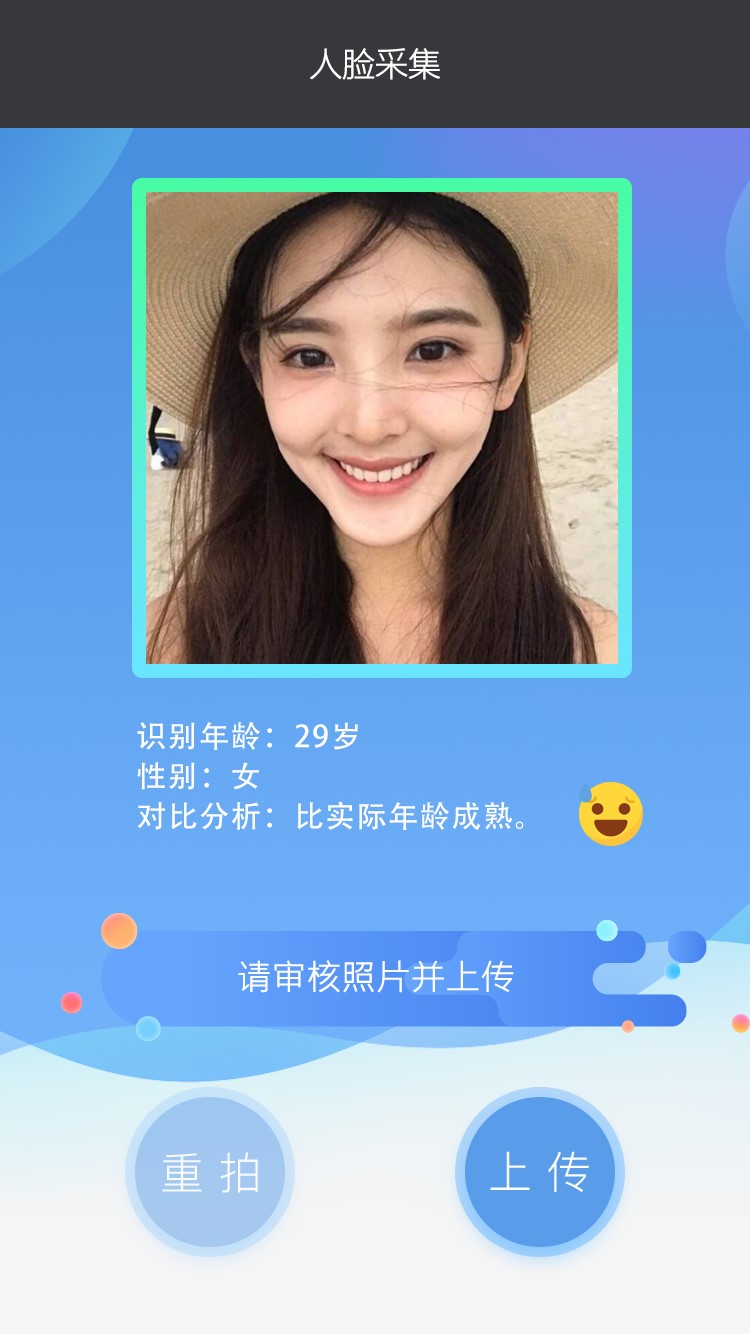 人脸采集
识别年龄：29岁
性别：女
对比分析：比实际年龄成熟。
请审核照片并上传
重拍
上传